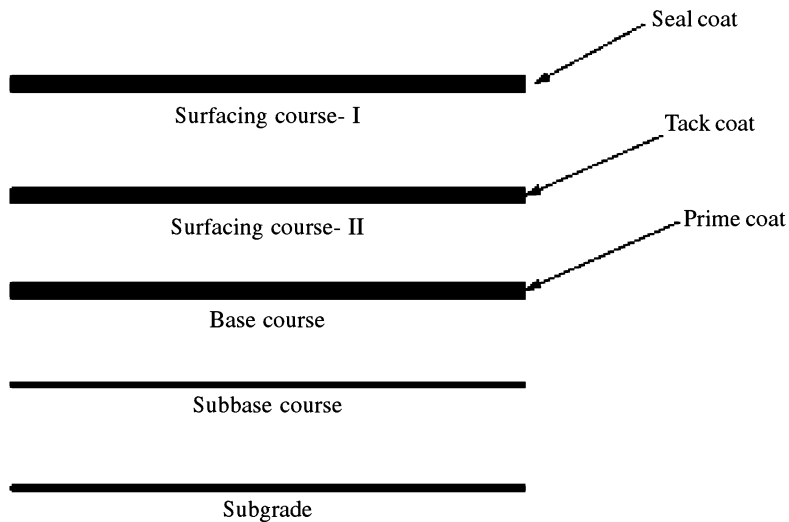 Seal coat
Surfacing course- I
Tack coat
Surfacing course- II
Prime coat
Base course
Subbase course
Subgrade